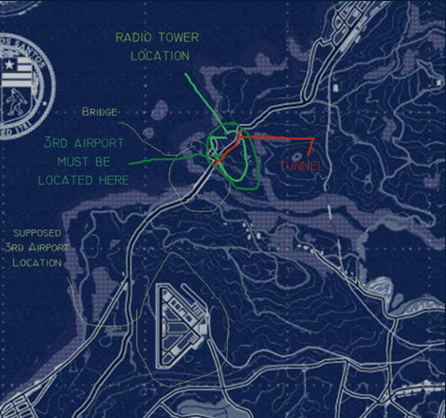 RADIO TOWER
LOCATION
BRIDGE
3RD AIRPORT
MUST BE
LOCATED HERE
TUNNEL
SUPPOSED
3RD AIRPORT
LOCATION